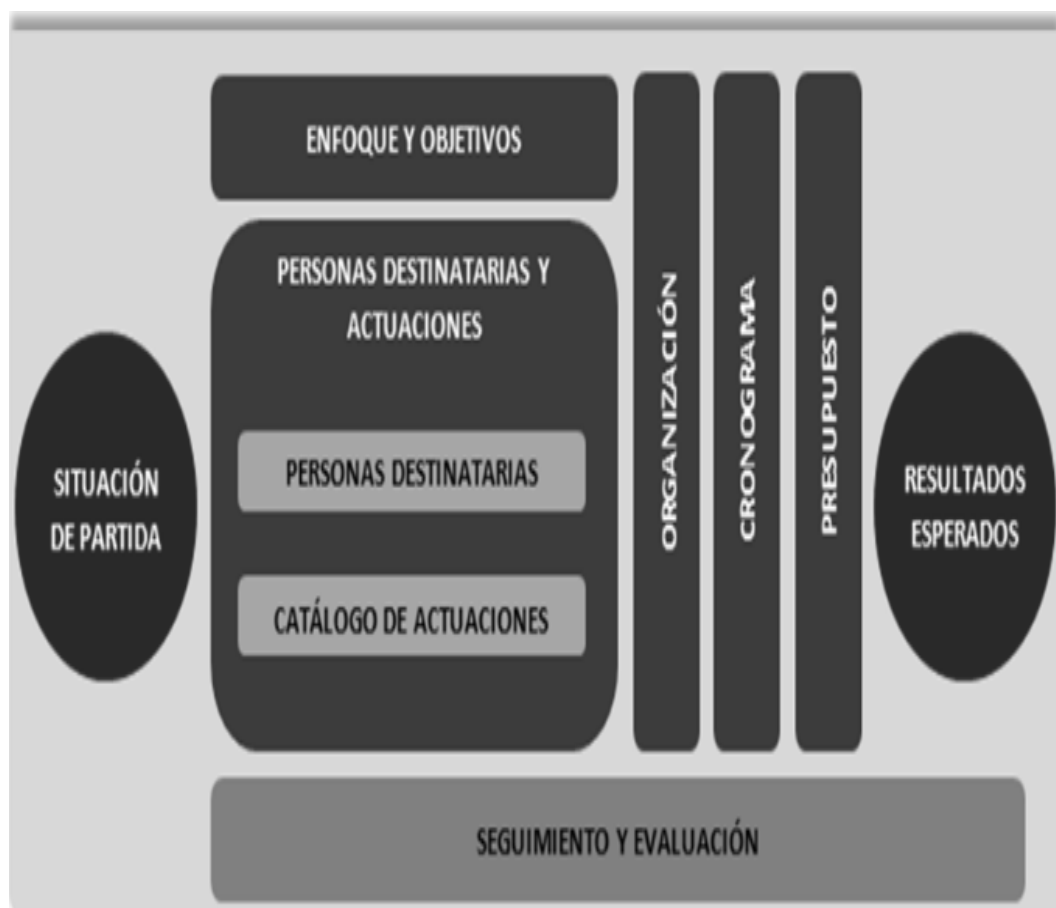 ENFOQUE Y OBJETIVOS
PERSONAS DESTINATARIAS Y
ACTUACIONES
PERSONAS DESTINATARIAS
CATÁLOGO DE ACTUACIONES
SITUACIÓN
DE PARTIDA
ORGANIZACIÓN
CRONOGRAMA
PRESUPUESTO
RESULTADOS
ESPERADOS
SEGUIMIENTO Y EVALUACIÓN